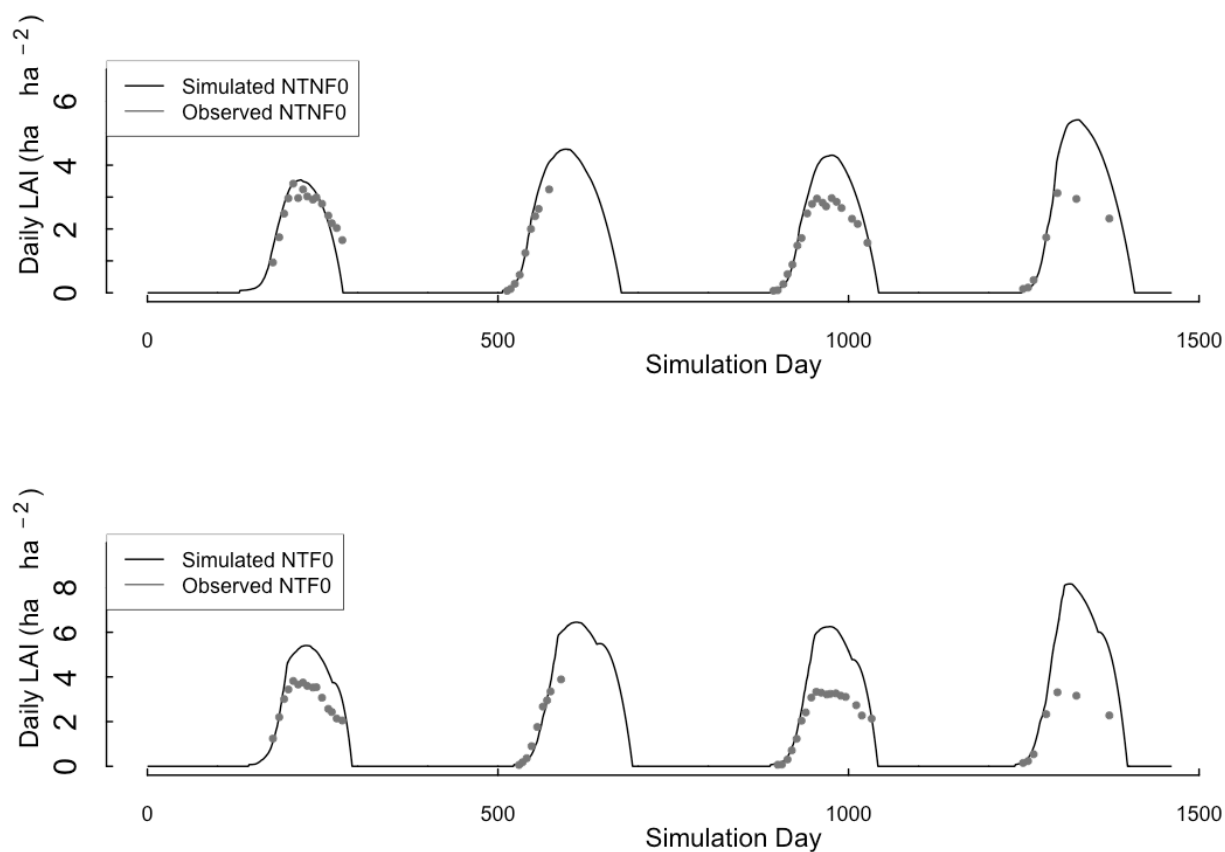 Daily LAI (ha ha −2)
Simulated NTNF0
Observed NTNF0
6
4
2
0
0 500 1000 1500
Simulation Day
Daily LAI (ha ha −2)
Simulated NTF0
Observed NTF0
8
6
4
2
0
0 500 1000 1500
Simulation Day